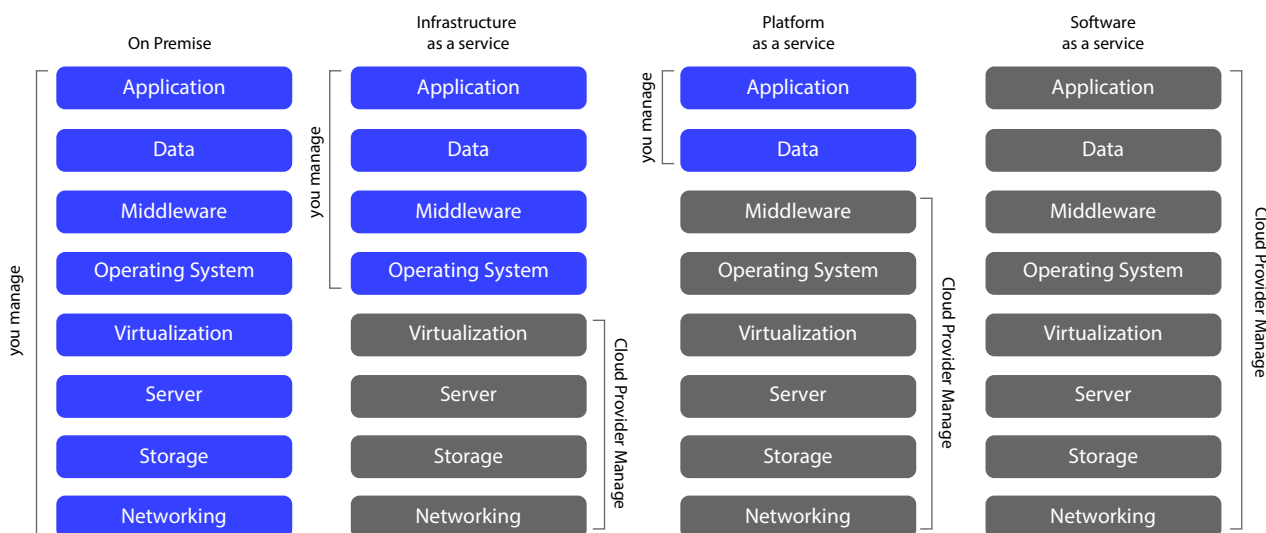 On Premise
you manage
Application
Data
Middleware
Operating System
Virtualization
Server
Storage
Networking
Infrastructure
as a service
you manage
Application
Data
Middleware
Operating System
Virtualization
Server
Storage
Networking
Cloud Provider Manage
Platform
as a service
you manage
Application
Data
Middleware
Operating System
Virtualization
Server
Storage
Networking
Cloud Provider Manage
Software
as a service
Application
Data
Middleware
Operating System
Virtualization
Server
Storage
Networking
Cloud Provider Manage